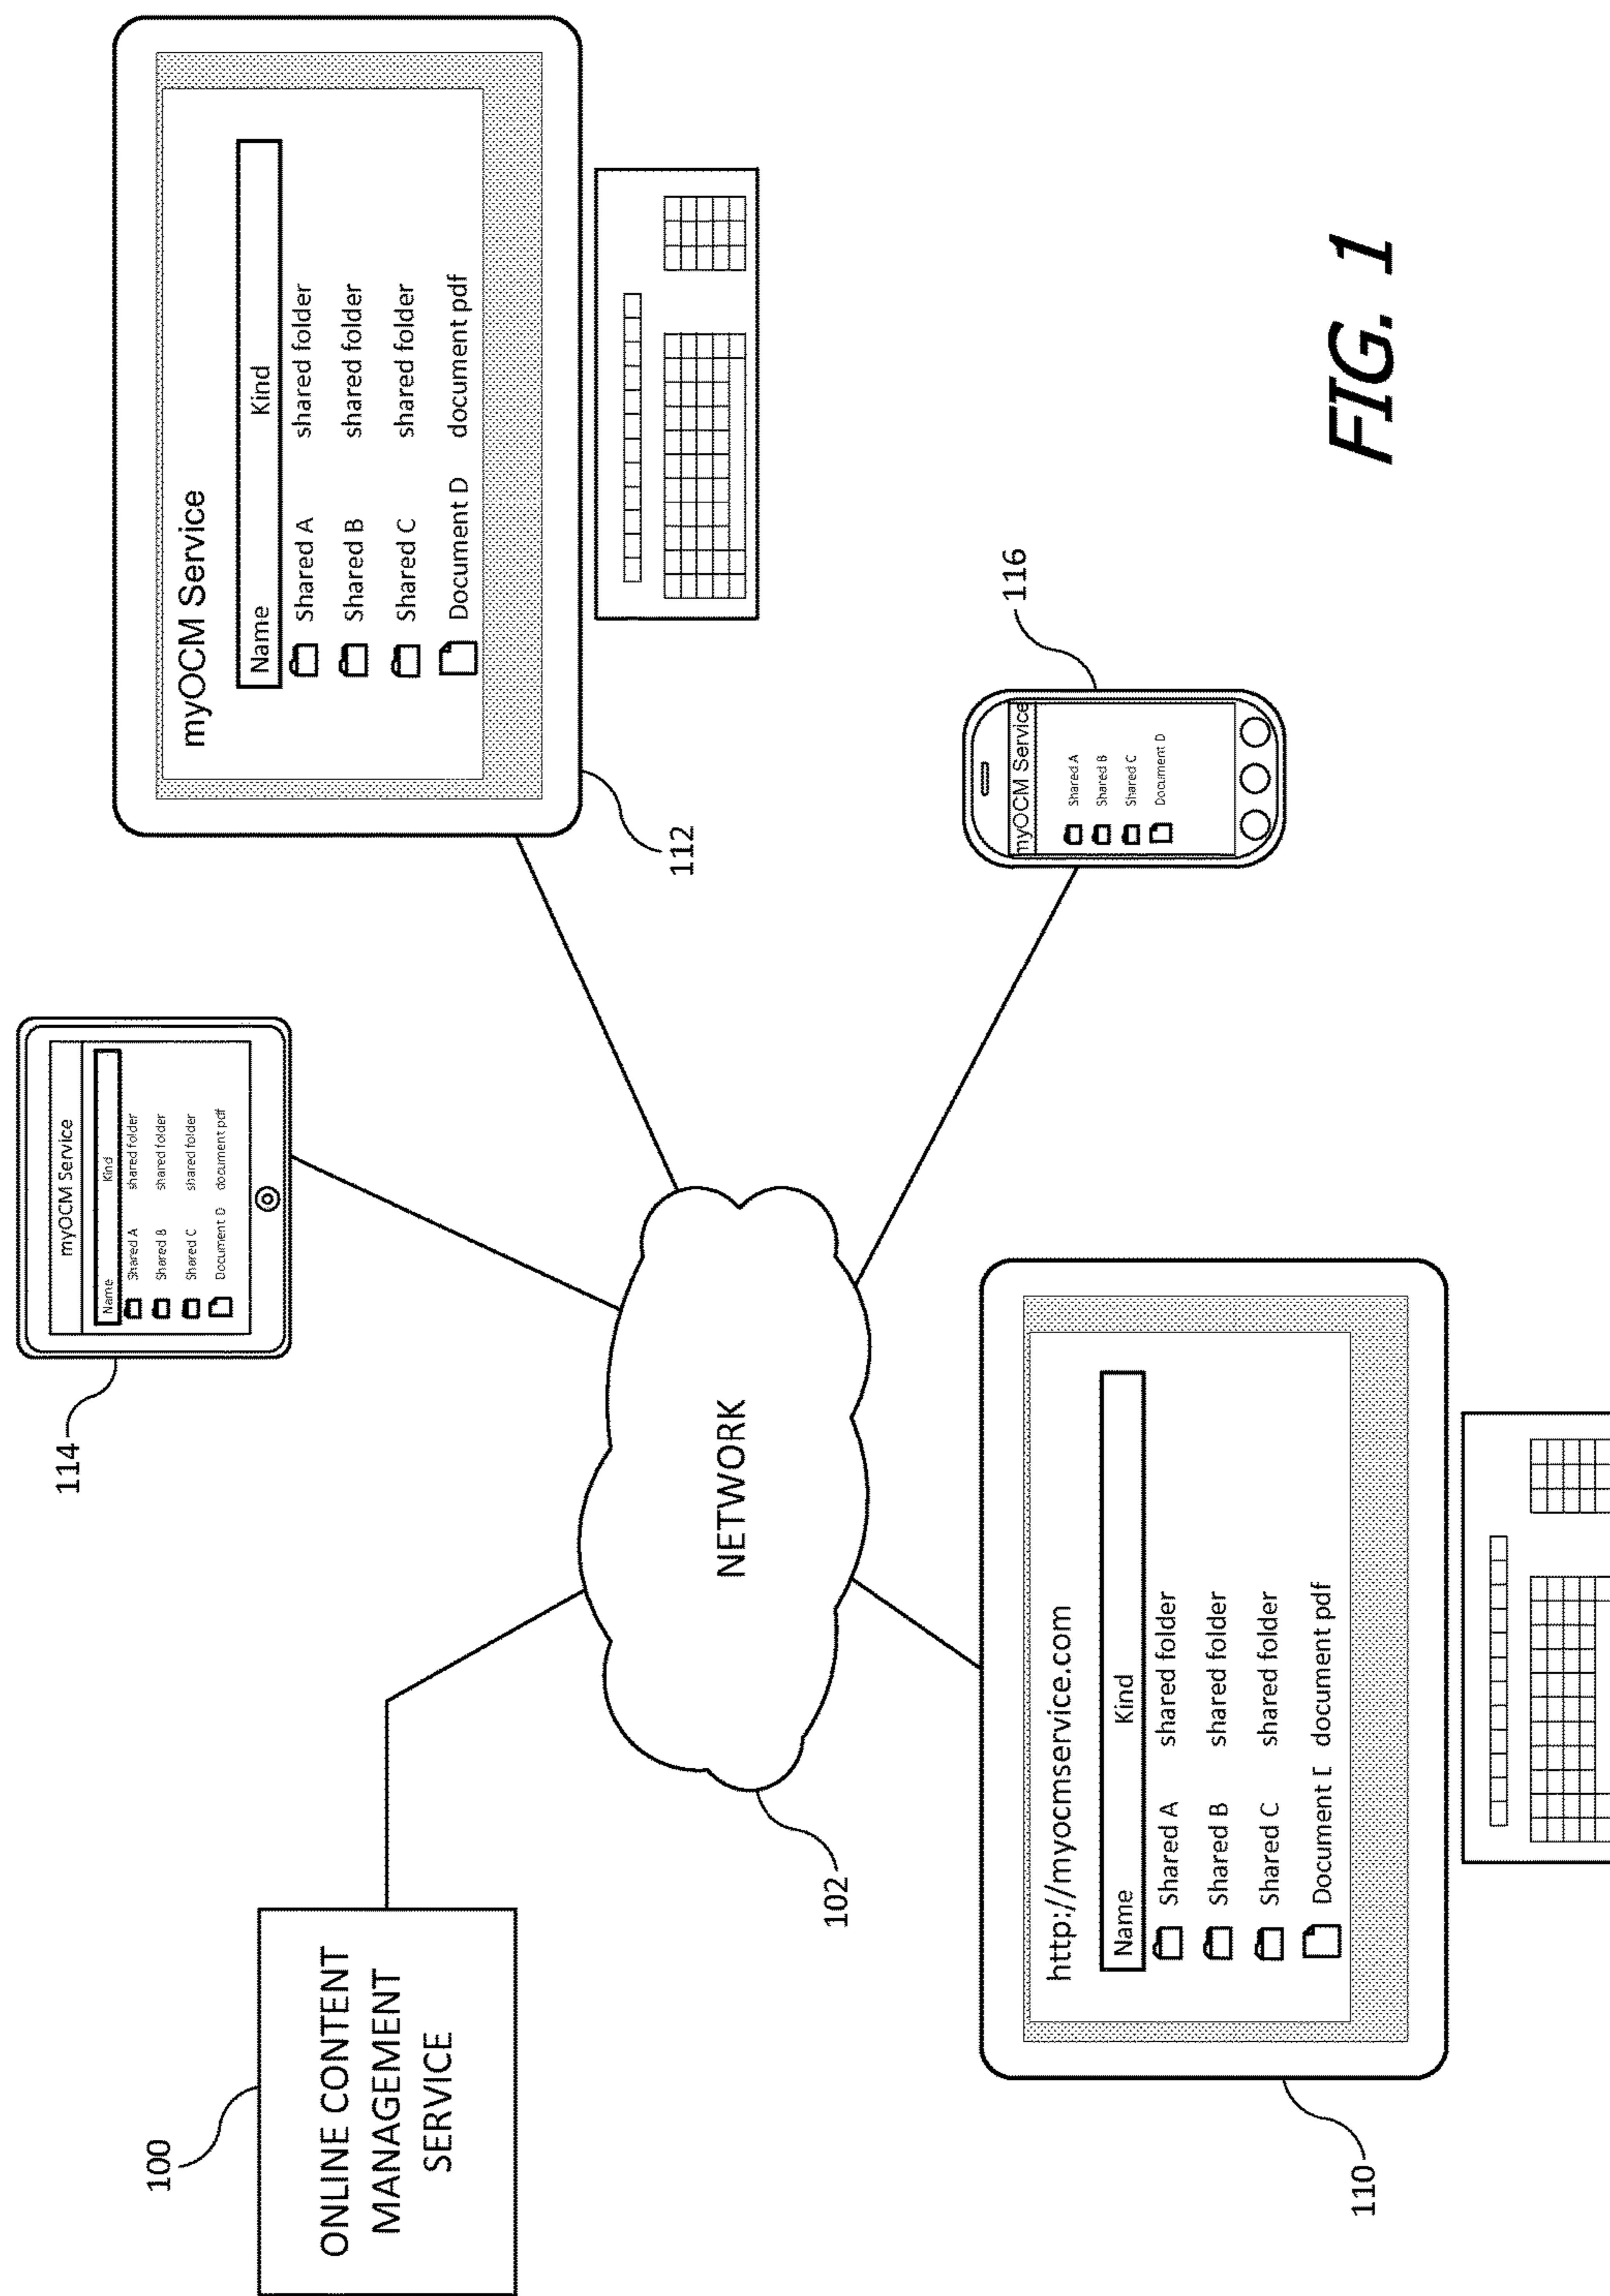 100
ONLINE CONTENT
MANAGEMENT
SERVICE
114
myOCM Service
Name Kind
Shared A shared folder
Shared B shared folder
Shared C shared folder
Document D document pdf
myOCM Service
Name Kind
Shared A shared folder
Shared B shared folder
Shared C shared folder
Document D document pdf
112
NETWORK
102
http://myocmservice.com
Name Kind
Shared A shared folder
Shared B shared folder
Shared C shared folder
Document [ document pdf
110
myOCM Service
Shared A
Shared B
Shared C
Document D
116
FIG. 1